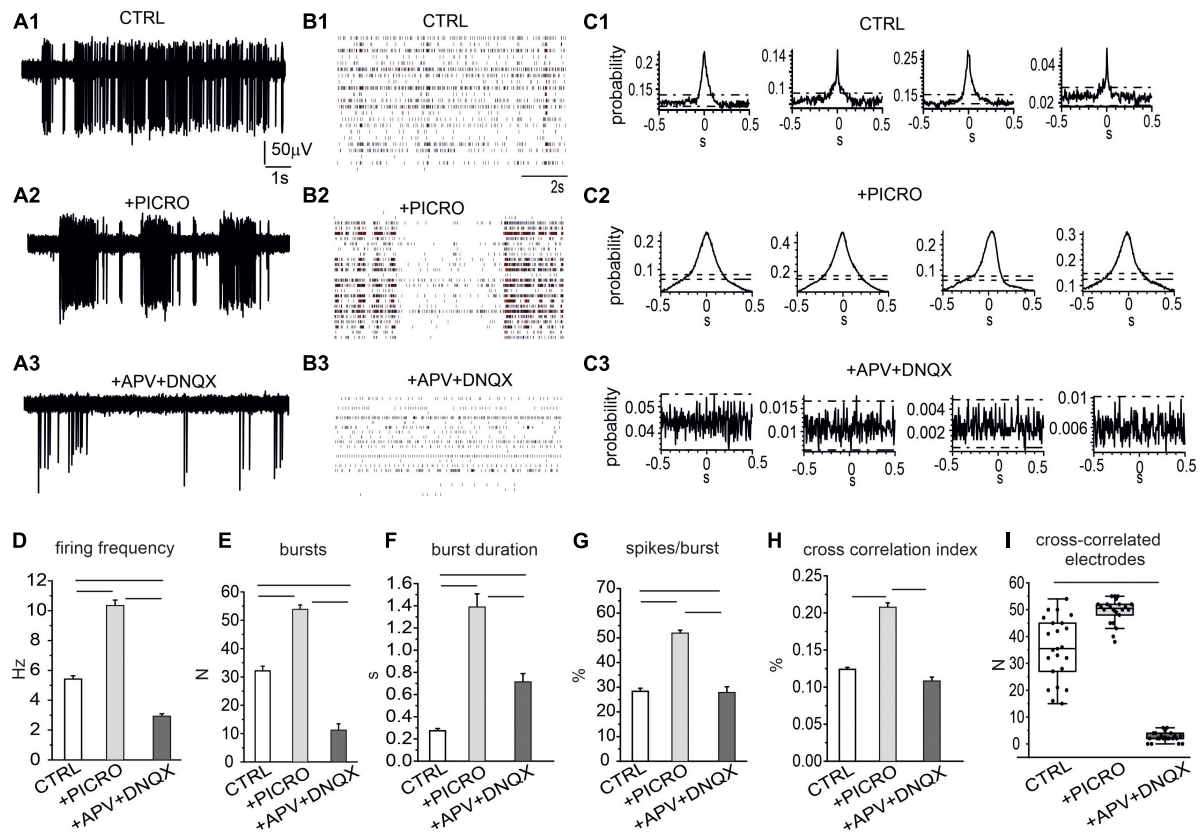 A1
CTRL
50μV
1s
B1
CTRL
2s
C1
CTRL
probability
0.2
0.15
-0.5 0 0.5
s
0.14
0.1
-0.5 0 0.5
s
0.25
0.15
-0.5 0 0.5
s
0.04
0.02
-0.5 0 0.5
s
A2
+PICRO
B2
+PICRO
C2
+PICRO
probability
0.2
0.1
-0.5 0 0.5
s
0.4
0.2
-0.5 0 0.5
s
0.2
0.1
-0.5 0 0.5
s
0.3
0.2
0.1
-0.5 0 0.5
s
A3
+APV+DNQX
B3
+APV+DNQX
C3
+APV+DNQX
probability
0.05
0.04
-0.5 0 0.5
s
0.015
0.01
-0.5 0 0.5
s
0.004
0.002
-0.5 0 0.5
s
0.01
0.006
-0.5 0 0.5
s
D
firing frequency
Hz
12
10
8
6
4
2
0
CTRL
+PICRO
+APV+DNQX
E
bursts
N
60
50
40
30
20
10
0
CTRL
+PICRO
+APV+DNQX
F
burst duration
s
1.6
1.4
1.2
1.0
0.8
0.6
0.4
0.2
0.0
CTRL
+PICRO
+APV+DNQX
G
spikes/burst
%
70
60
50
40
30
20
10
0
CTRL
+PICRO
+APV+DNQX
H
cross correlation index
%
0.25
0.20
0.15
0.10
0.05
0.00
CTRL
+PICRO
+APV+DNQX
I
cross-correlated
electrodes
N
60
50
40
30
20
10
0
CTRL
+PICRO
+APV+DNQX